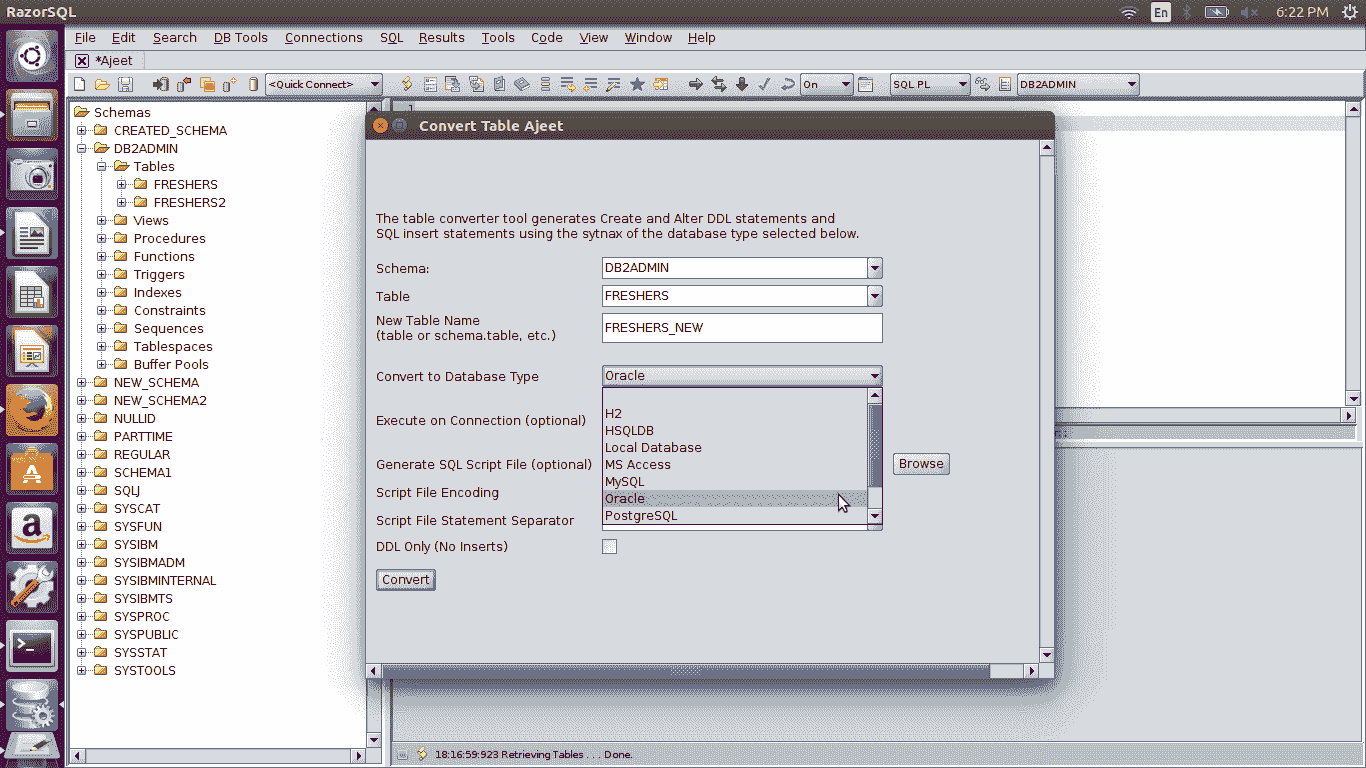 RazorSQL
En
6:22 PM
File Edit Search DB Tools Connections SQL Results Tools Code View Window Help
*Ajeet
<Quick Connect>
On
SQL PL
DB2ADMIN
Schemas
CREATED_SCHEMA
DB2ADMIN
Tables
FRESHERS
FRESHERS2
Views
Procedures
Functions
Triggers
Indexes
Constraints
Sequences
Tablespaces
Buffer Pools
NEW_SCHEMA
NEW_SCHEMA2
NULLID
PARTTIME
REGULAR
SCHEMA1
SQLJ
SYSCAT
SYSFUN
SYSIBM
SYSIBMADM
SYSIBMINTERNAL
SYSIBMTS
SYSPROC
SYSPUBLIC
SYSSTAT
SYSTOOLS
1
Convert Table Ajeet
The table converter tool generates Create and Alter DDL statements and
SQL insert statements using the sytnax of the database type selected below.
Schema: DB2ADMIN
Table FRESHERS
New Table Name
(table or schema.table, etc.)
FRESHERS_NEW
Convert to Database Type Oracle
H2
HSQLDB
Local Database
MS Access
MySQL
Oracle
PostgreSQL
Execute on Connection (optional)
Generate SQL Script File (optional)
Browse
Script File Encoding
Script File Statement Separator
DDL Only (No Inserts)
Convert
18:16:59:923 Retrieving Tables . . . Done.